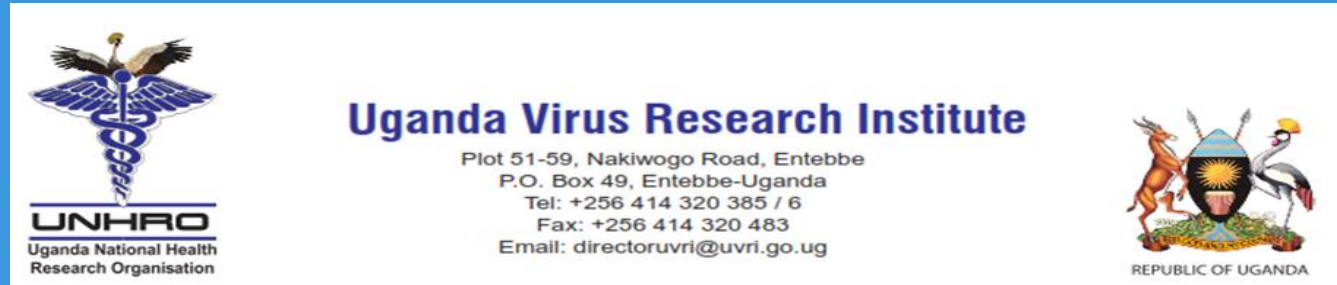 UNHRO
Uganda National Health
Research Organisation
Uganda Virus Research Institute
Plot 51-59, Nakiwogo Road, Entebbe
P.O. Box 49, Entebbe-Uganda
Tel: +256 414 320 385 / 6
Fax: +256 414 320 483
Email: directoruvri@uvri.go.ug
REPUBLIC OF UGANDA